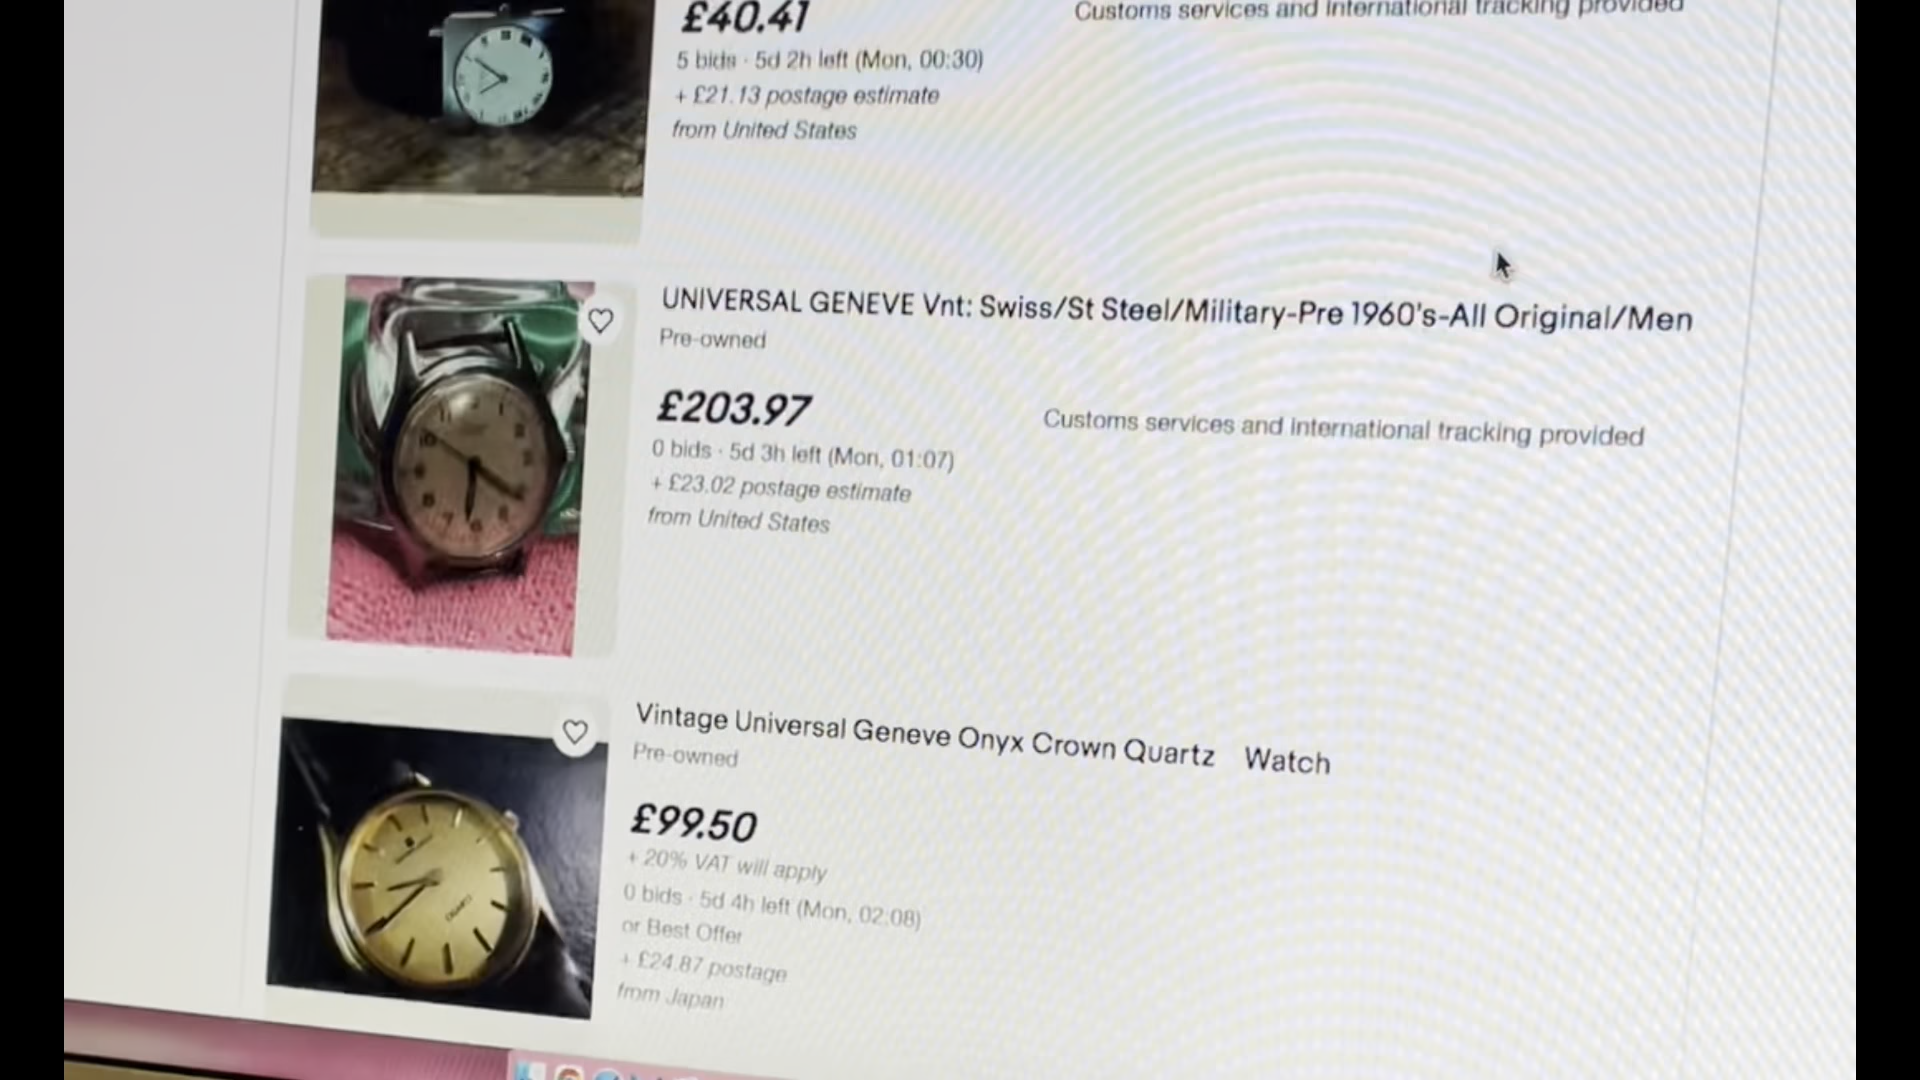 £40.41
Customs services and international tracking provided
5 bids · 5d 2h left (Mon, 00:30)
+ £21.13 postage estimate
from United States
UNIVERSAL GENEVE Vnt: Swiss/St Steel/Military-Pre 1960's-All Original/Men
Pre-owned
£203.97
Customs services and international tracking provided
0 bids · 5d 3h left (Mon, 01:07)
+ £23.02 postage estimate
from United States
Vintage Universal Geneve Onyx Crown Quartz Watch
Pre-owned
£99.50
+ 20% VAT will apply
0 bids · 5d 4h left (Mon, 02:08)
or Best Offer
+ £24.87 postage
from Japan